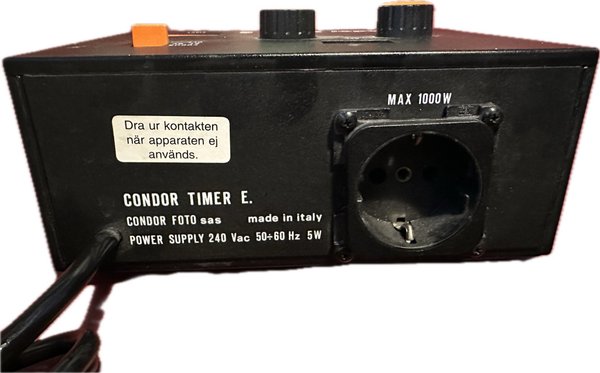 MAX 1000W
Dra ur kontakten
när apparaten ej
används.
CONDOR TIMER E.
CONDOR FOTO sas made in italy
POWER SUPPLY 240 Vac 50÷60 Hz 5W